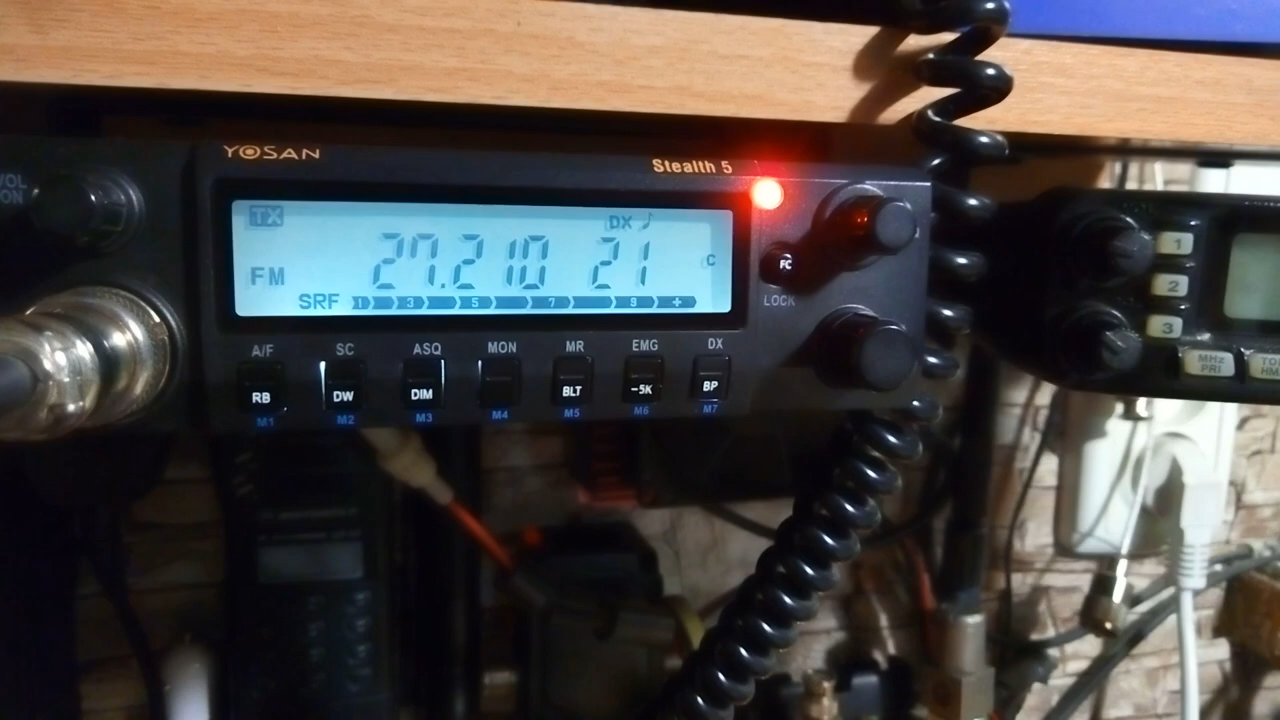 YOSAN
Stealth 5
VOL
ON
TX
DX
FM 27.210 21 C
SRF 1 3 5 7 9 +
FC
LOCK
A/F SC ASQ MON MR EMG DX
RB DW DIM BLT -5K BP
M1 M2 M3 M4 M5 M6 M7
1
2
3
MHz
PRI